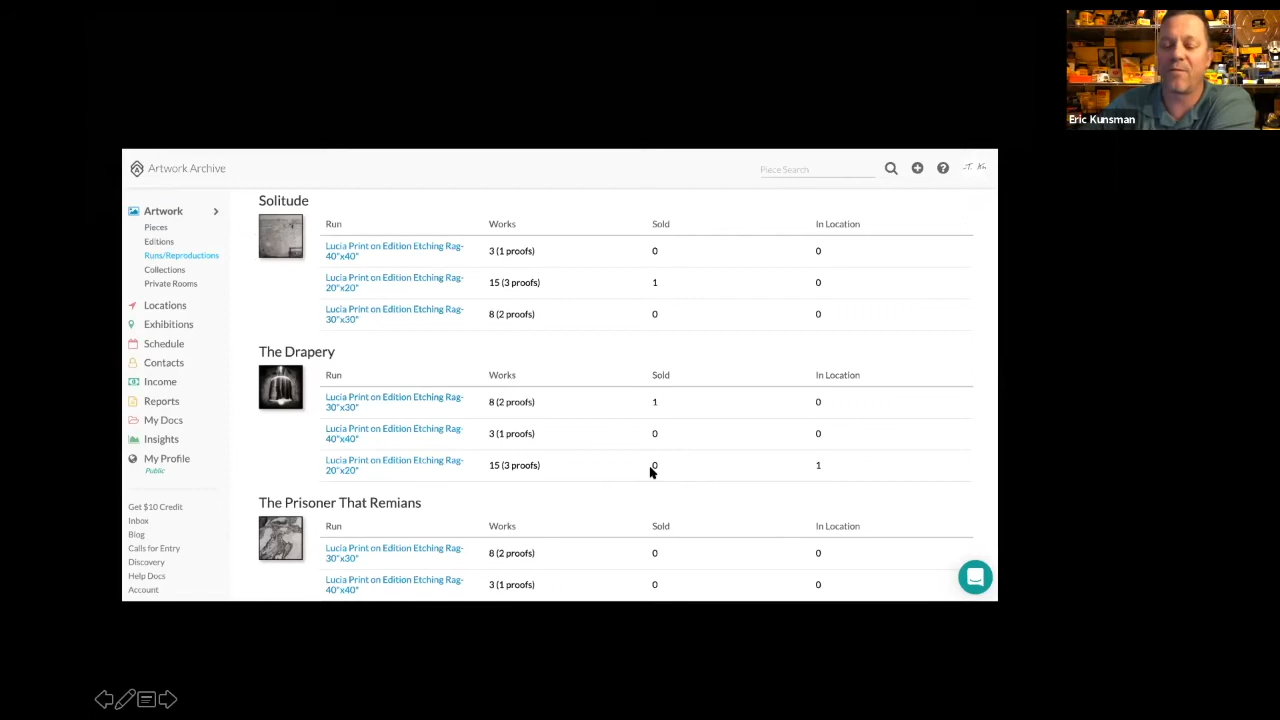 Eric Kunsman
Artwork Archive
Piece Search
Artwork
Pieces
Editions
Runs/Reproductions
Collections
Private Rooms
Locations
Exhibitions
Schedule
Contacts
Income
Reports
My Docs
Insights
My Profile
Public
Get $10 Credit
Inbox
Blog
Calls for Entry
Discovery
Help Docs
Account
Solitude
Run Works Sold In Location
Lucia Print on Edition Etching Rag-
40"x40" 3 (1 proofs) 0 0
Lucia Print on Edition Etching Rag-
20"x20" 15 (3 proofs) 1 0
Lucia Print on Edition Etching Rag-
30"x30" 8 (2 proofs) 0 0
The Drapery
Run Works Sold In Location
Lucia Print on Edition Etching Rag-
30"x30" 8 (2 proofs) 1 0
Lucia Print on Edition Etching Rag-
40"x40" 3 (1 proofs) 0 0
Lucia Print on Edition Etching Rag-
20"x20" 15 (3 proofs) 0 1
The Prisoner That Remians
Run Works Sold In Location
Lucia Print on Edition Etching Rag-
30"x30" 8 (2 proofs) 0 0
Lucia Print on Edition Etching Rag-
40"x40" 3 (1 proofs) 0 0